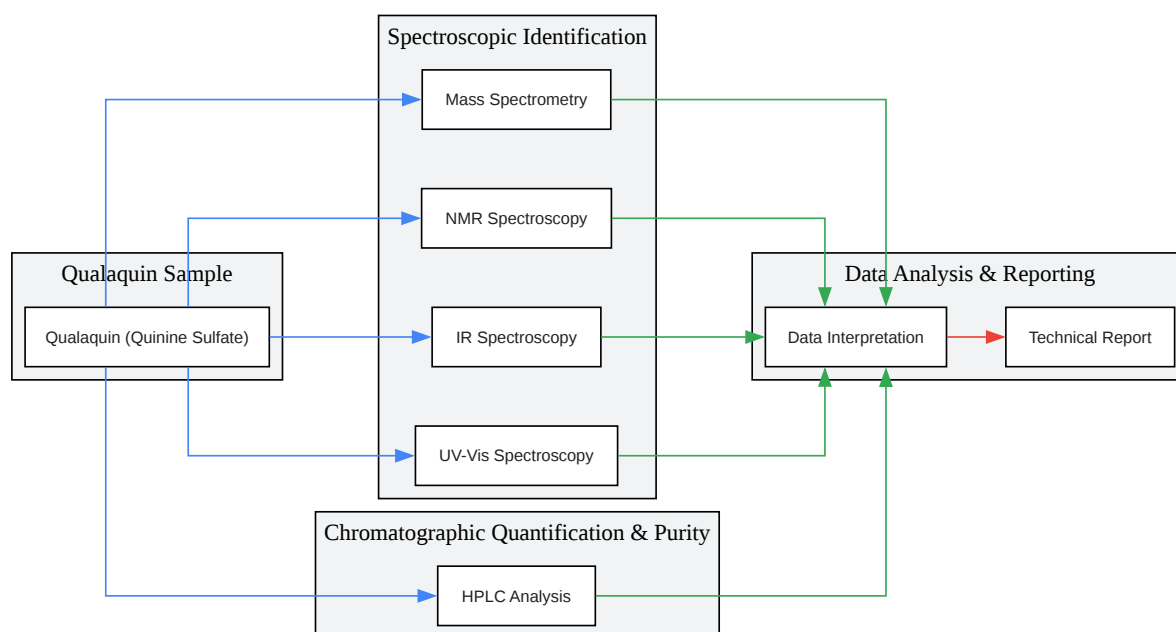 Spectroscopic Identification
Mass Spectrometry
NMR Spectroscopy
Qualaquin Sample
Data Analysis & Reporting
Qualaquin (Quinine Sulfate)
IR Spectroscopy
Data Interpretation
Technical Report
UV-Vis Spectroscopy
Chromatographic Quantification & Purity
HPLC Analysis